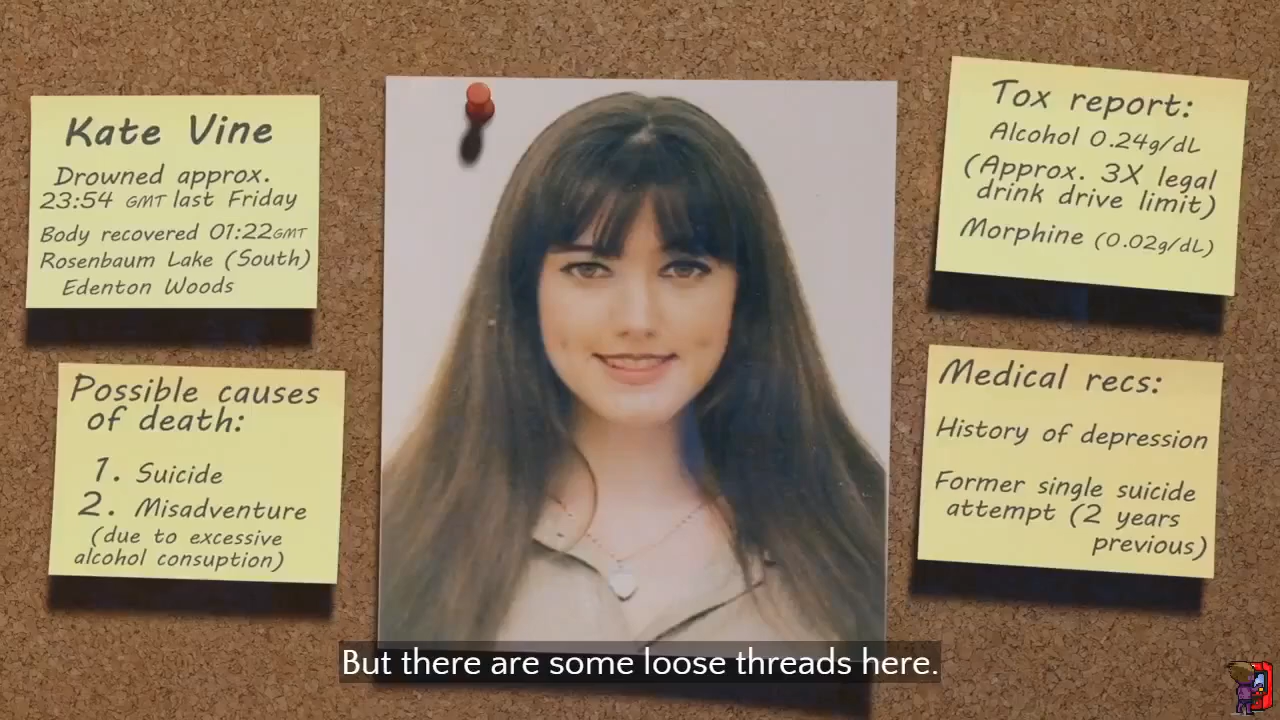 Kate Vine
Drowned approx.
23:54 GMT last Friday
Body recovered 01:22GMT
Rosenbaum Lake (South)
Edenton Woods
Possible causes
of death:
1. Suicide
2. Misadventure
(due to excessive
alcohol consuption)
Tox report:
Alcohol 0.24g/dL
(Approx. 3X legal
drink drive limit)
Morphine (0.02g/dL)
Medical recs:
History of depression
Former single suicide
attempt (2 years
previous)
But there are some loose threads here.